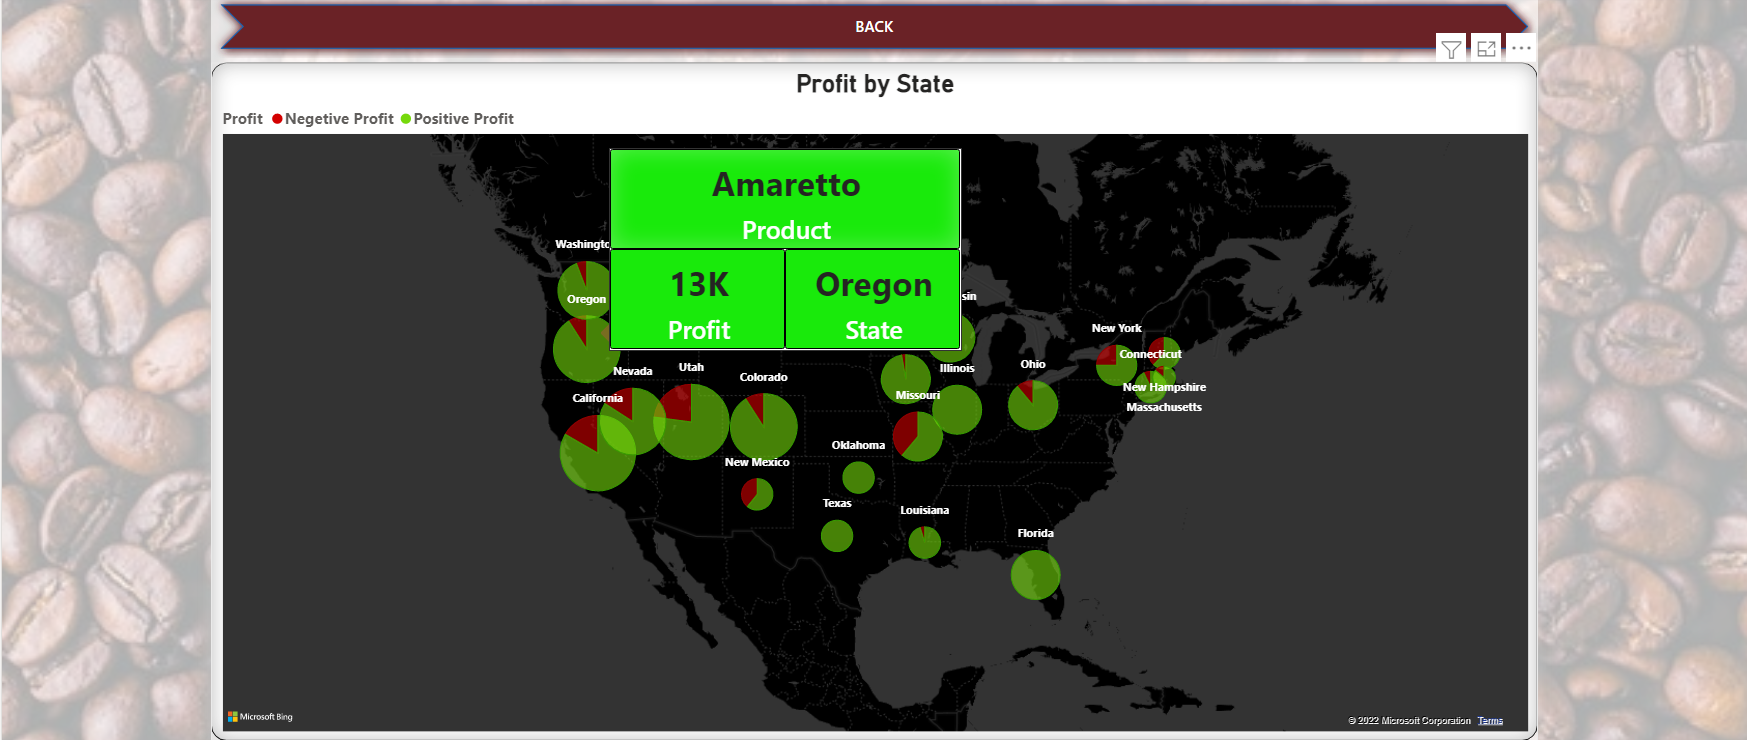 BACK
Profit by State
Profit Negetive Profit Positive Profit
Amaretto
Product
13K
Profit
Oregon
State
Washingto
Oregon
sin
New York
Connecticut
New Hampshire
Massachusetts
Nevada
Utah
Colorado
California
Illinois
Ohio
Missouri
Oklahoma
New Mexico
Texas
Louisiana
Florida
Microsoft Bing
© 2022 Microsoft Corporation Terms